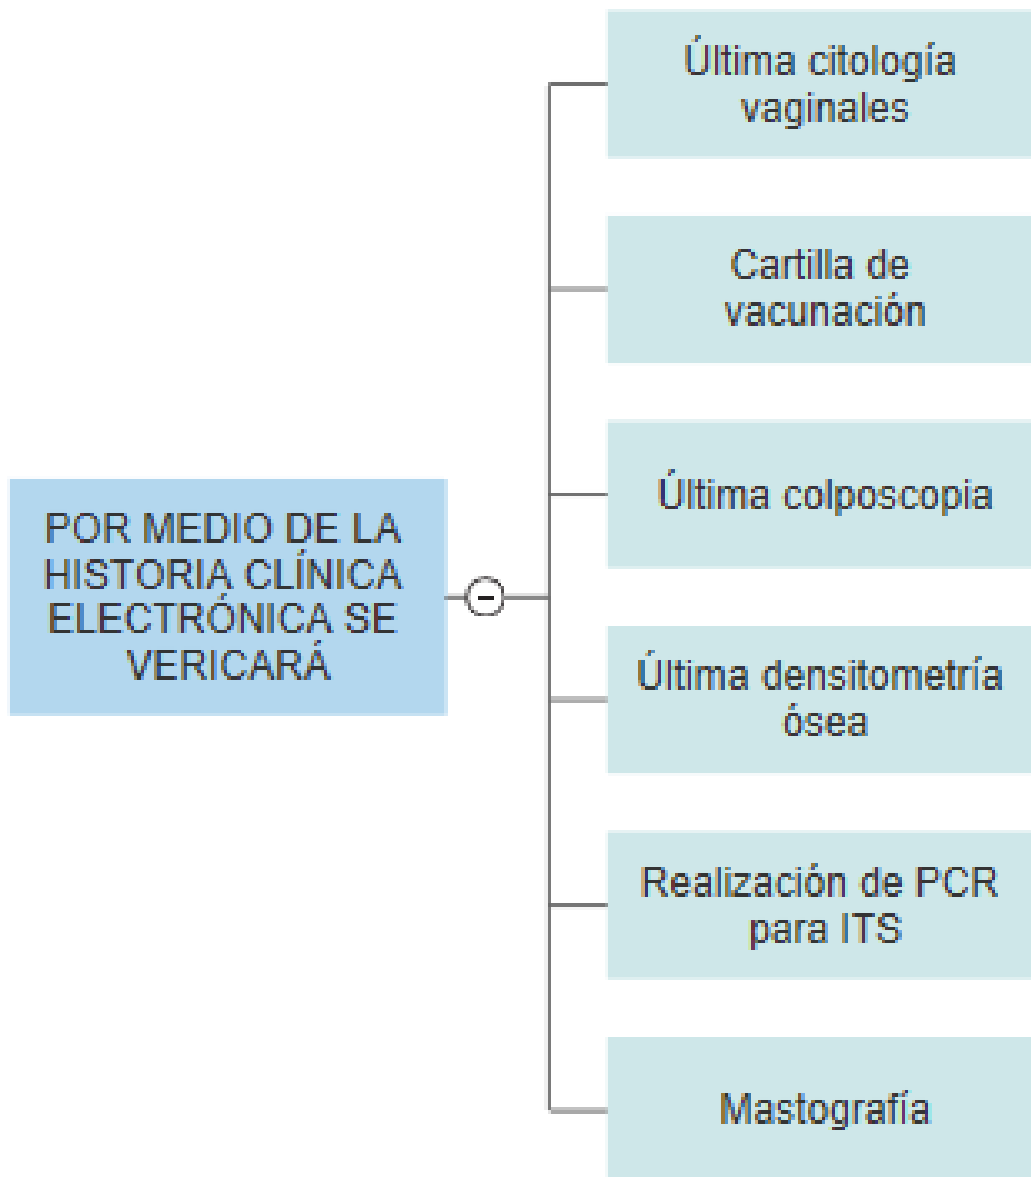 Última citología
vaginales
Cartilla de
vacunación
Última colposcopia
POR MEDIO DE LA
HISTORIA CLÍNICA
ELECTRÓNICA SE
VERICARÁ
Última densitometría
ósea
Realización de PCR
para ITS
Mastografía